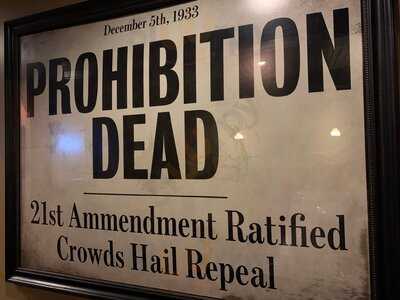 December 5th, 1933
PROHIBITION
DEAD
21st Ammendment Ratified
Crowds Hail Repeal